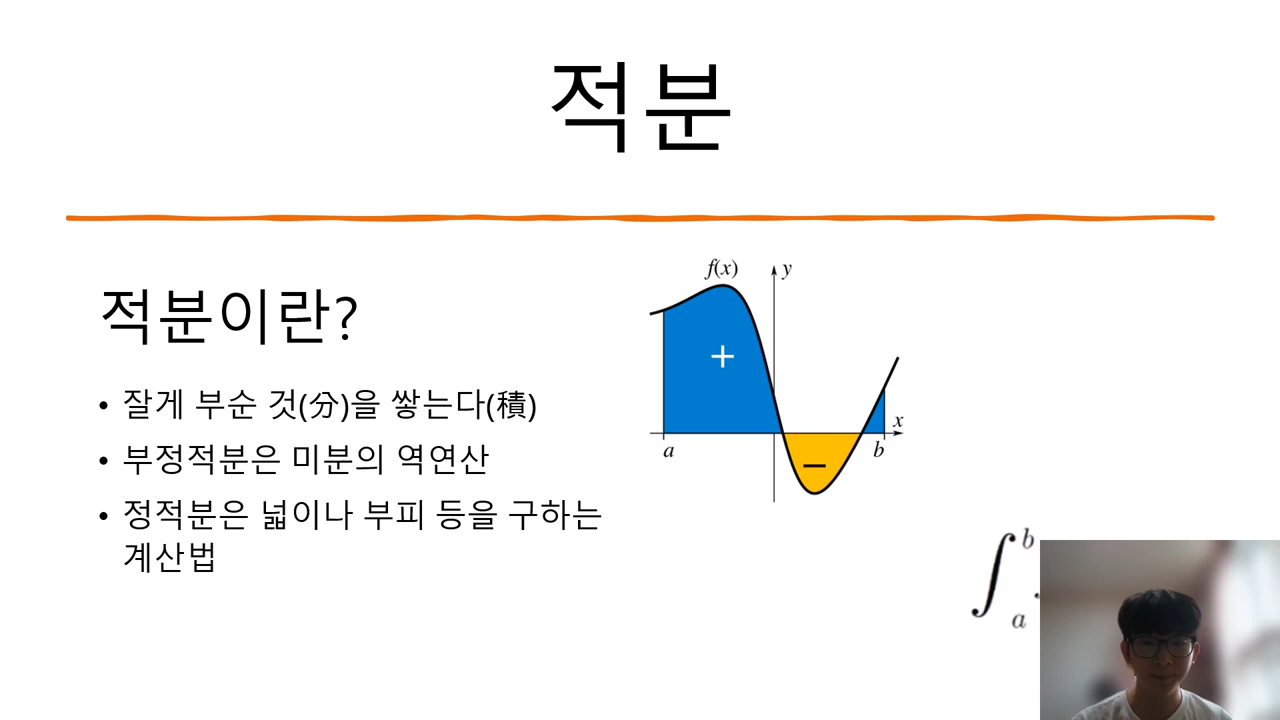 적분
적분이란?
• 잘게 부순 것(分)을 쌓는다(積)
• 부정적분은 미분의 역연산
• 정적분은 넓이나 부피 등을 구하는
계산법
f(x)
y
+
x
−
a
b
∫
b
a